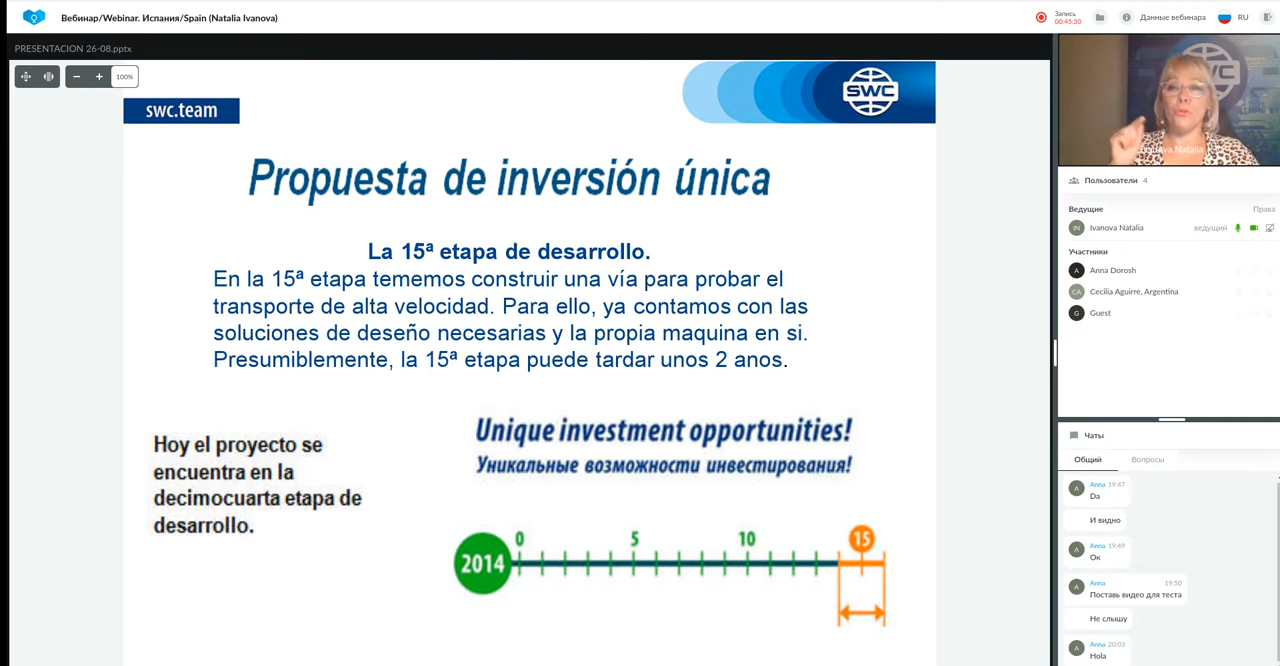 Вебинар/Webinar. Испания/Spain (Natalia Ivanova)
Запись
00:45:30
Данные вебинара
RU
PRESENTACION 26-08.pptx
100%
swc.team
SWC
Propuesta de inversión única
La 15ª etapa de desarrollo.
En la 15ª etapa tememos construir una vía para probar el
transporte de alta velocidad. Para ello, ya contamos con las
soluciones de deseño necesarias y la propia maquina en si.
Presumiblemente, la 15ª etapa puede tardar unos 2 anos.
Hoy el proyecto se
encuentra en la
decimocuarta etapa de
desarrollo.
Unique investment opportunities!
Уникальные возможности инвестирования!
2014
0
5
10
15
Ivanova Natalia
Пользователи 4
Ведущие
Права
IN
Ivanova Natalia
ведущий
Участники
A
Anna Dorosh
CA
Cecilia Aguirre, Argentina
G
Guest
Чаты
Общий
Вопросы
A
Anna 19:47
Da
И видно
A
Anna 19:49
Ок
A
Anna 19:50
Поставь видео для теста
Не слышу
A
Anna 20:03
Hola